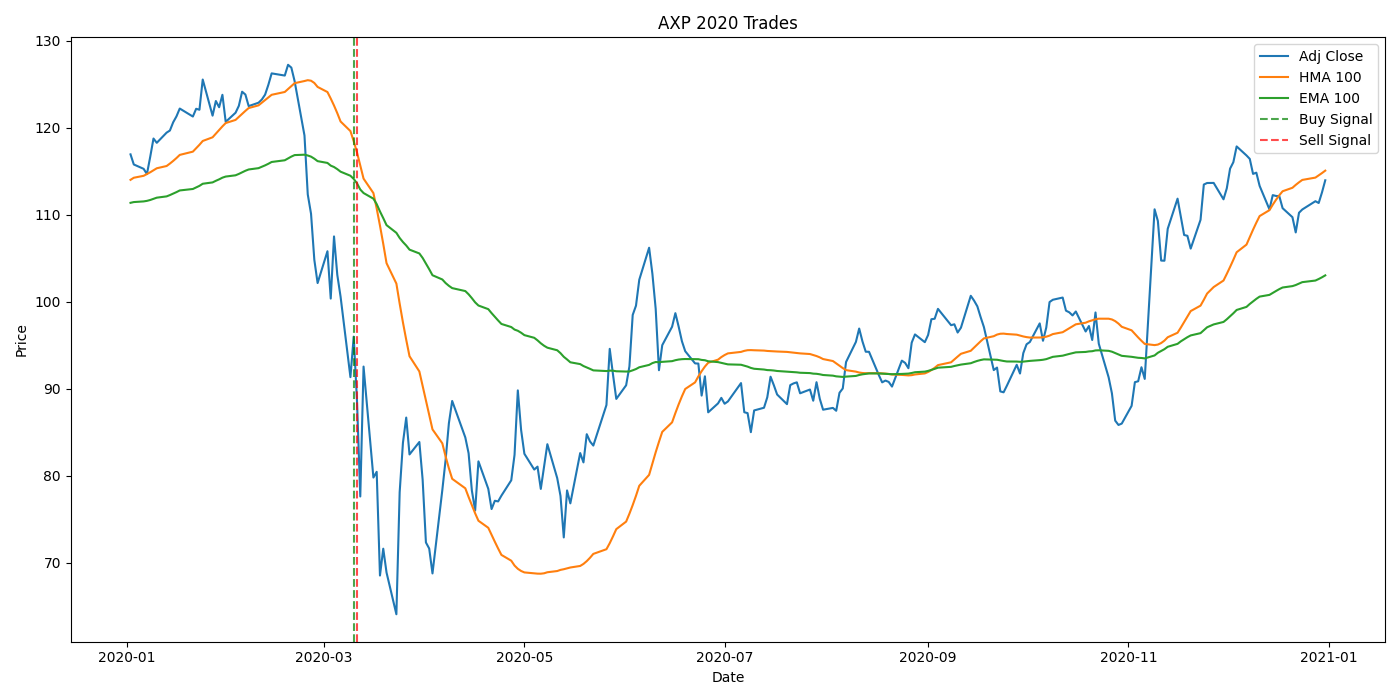 AXP 2020 Trades
130
120
110
100
90
80
70
Price
Adj Close
HMA 100
EMA 100
Buy Signal
Sell Signal
2020-01
2020-03
2020-05
2020-07
2020-09
2020-11
2021-01
Date